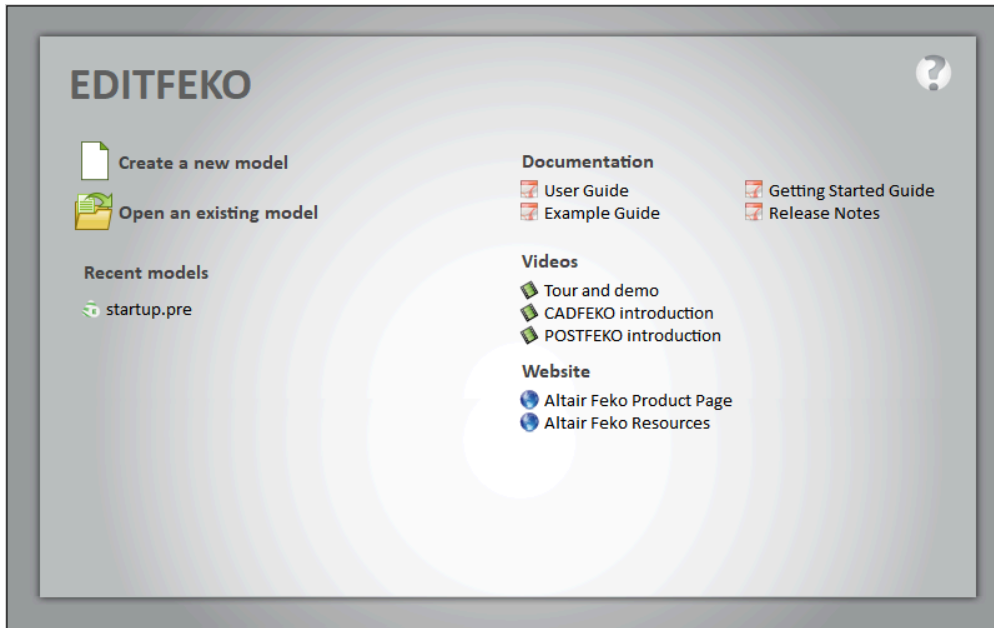 EDITFEKO
?
Create a new model
Open an existing model
Recent models
startup.pre
Documentation
User Guide
Getting Started Guide
Example Guide
Release Notes
Videos
Tour and demo
CADFEKO introduction
POSTFEKO introduction
Website
Altair Feko Product Page
Altair Feko Resources